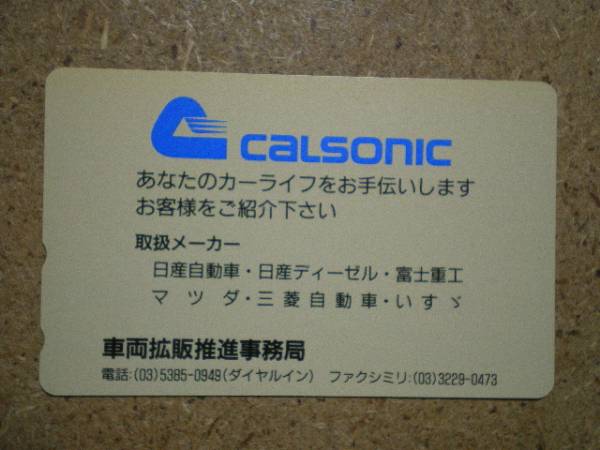 CALSONIC
あなたのカーライフをお手伝いします
お客様をご紹介下さい
取扱メーカー
日産自動車・日産ディーゼル・富士重工
マツダ・三菱自動車・いすゞ
車両拡販推進事務局
電話:(03)5385-0949(ダイヤルイン) ファクシミリ:(03)3229-0473